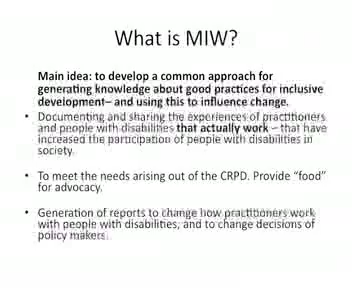 What is MIW?
Main idea: to develop a common approach for
generating knowledge about good practices for inclusive
development– and using this to influence change.
• Documenting and sharing the experiences of practitioners
and people with disabilities that actually work – that have
increased the participation of people with disabilities in
society.
• To meet the needs arising out of the CRPD. Provide “food”
for advocacy.
• Generation of reports to change how practitioners work
with people with disabilities, and to change decisions of
policy makers.